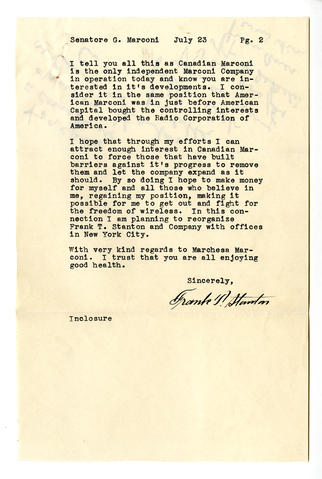 Senatore G. Marconi July 23 Pg. 2
I tell you all this as Canadian Marconi
is the only independent Marconi Company
in operation today and know you are in-
terested in it's developments. I con-
sider it in the same position that Amer-
ican Marconi was in just before American
Capital bought the controlling interests
and developed the Radio Corporation of
America.
I hope that through my efforts I can
attract enough interest in Canadian Mar-
coni to force those that have built
barriers against it's progress to remove
them and let the company expand as it
should. By so doing I hope to make money
for myself and all those who believe in
me, regaining my position, making it
possible for me to get out and fight for
the freedom of wireless. In this con-
nection I am planning to reorganise
Frank T. Stanton and Company with offices
in New York City.
With very kind regards to Marchesa Mar-
coni. I trust that you are all enjoying
good health.
Sincerely,
Frank T. Stanton
Inclosure